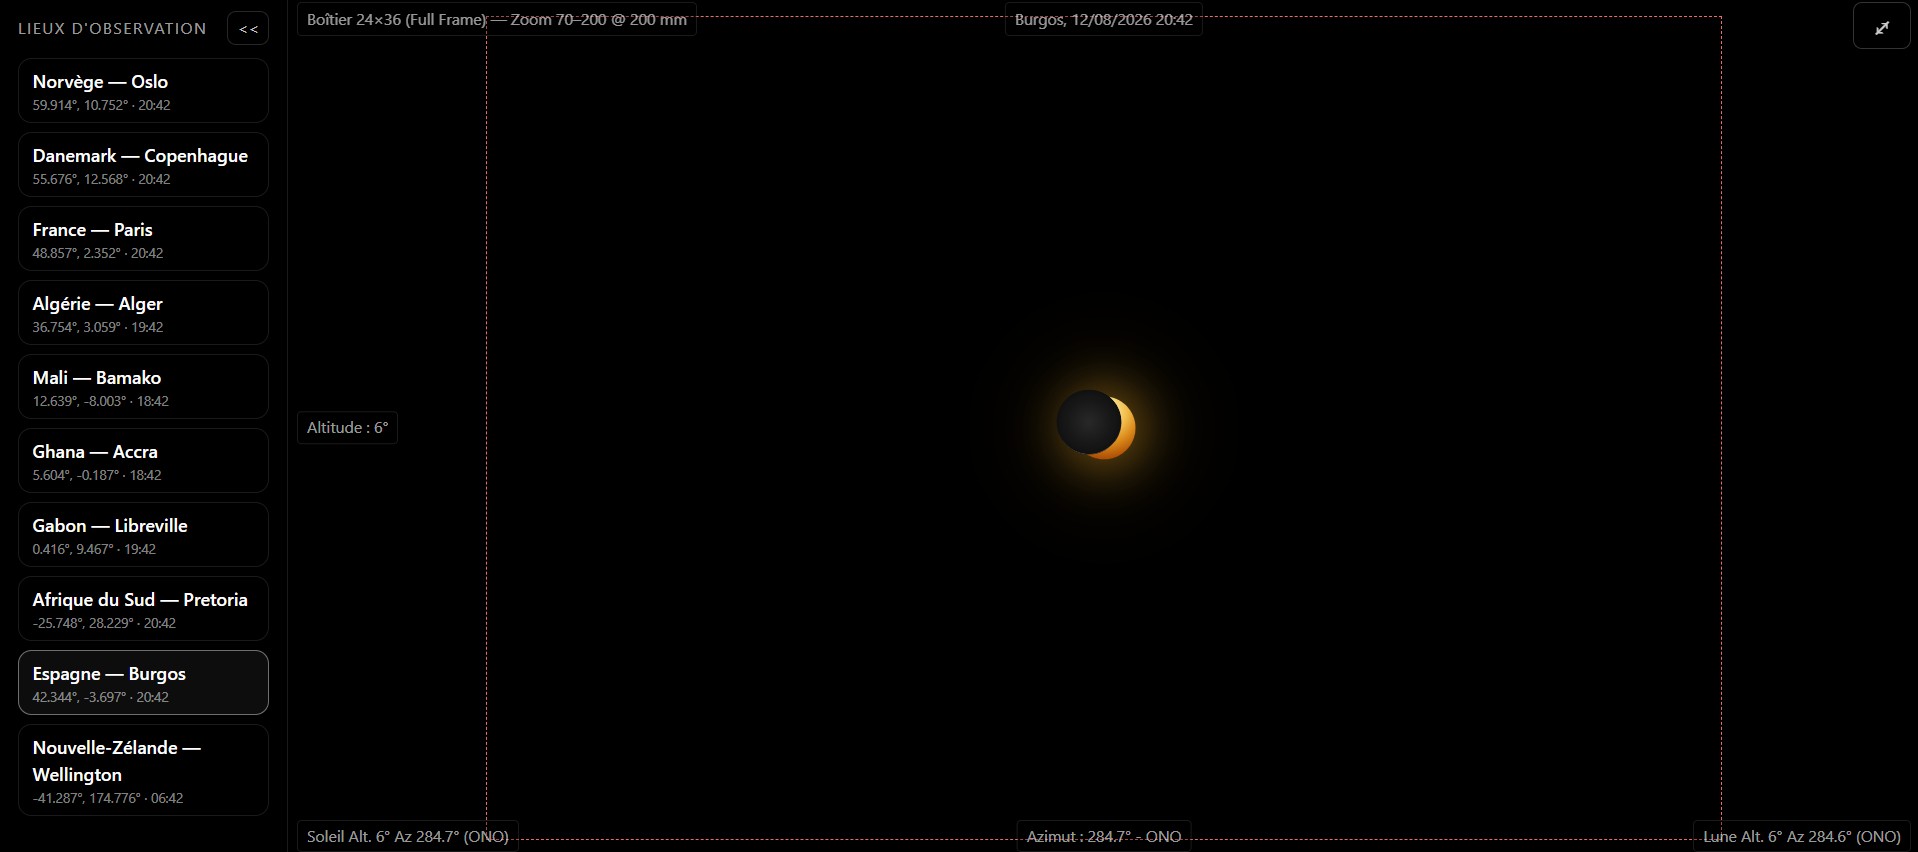 LIEUX D'OBSERVATION
<<
Norvège — Oslo
59.914°, 10.752° · 20:42
Danemark — Copenhague
55.676°, 12.568° · 20:42
France — Paris
48.857°, 2.352° · 20:42
Algérie — Alger
36.754°, 3.059° · 19:42
Mali — Bamako
12.639°, -8.003° · 18:42
Ghana — Accra
5.604°, -0.187° · 18:42
Gabon — Libreville
0.416°, 9.467° · 19:42
Afrique du Sud — Pretoria
-25.748°, 28.229° · 20:42
Espagne — Burgos
42.344°, -3.697° · 20:42
Nouvelle-Zélande —
Wellington
-41.287°, 174.776° · 06:42
Boîtier 24×36 (Full Frame) — Zoom 70–200 @ 200 mm
Burgos, 12/08/2026 20:42
Altitude : 6°
Soleil Alt. 6° Az 284.7° (ONO)
Azimut : 284.7° - ONO
Lune Alt. 6° Az 284.6° (ONO)